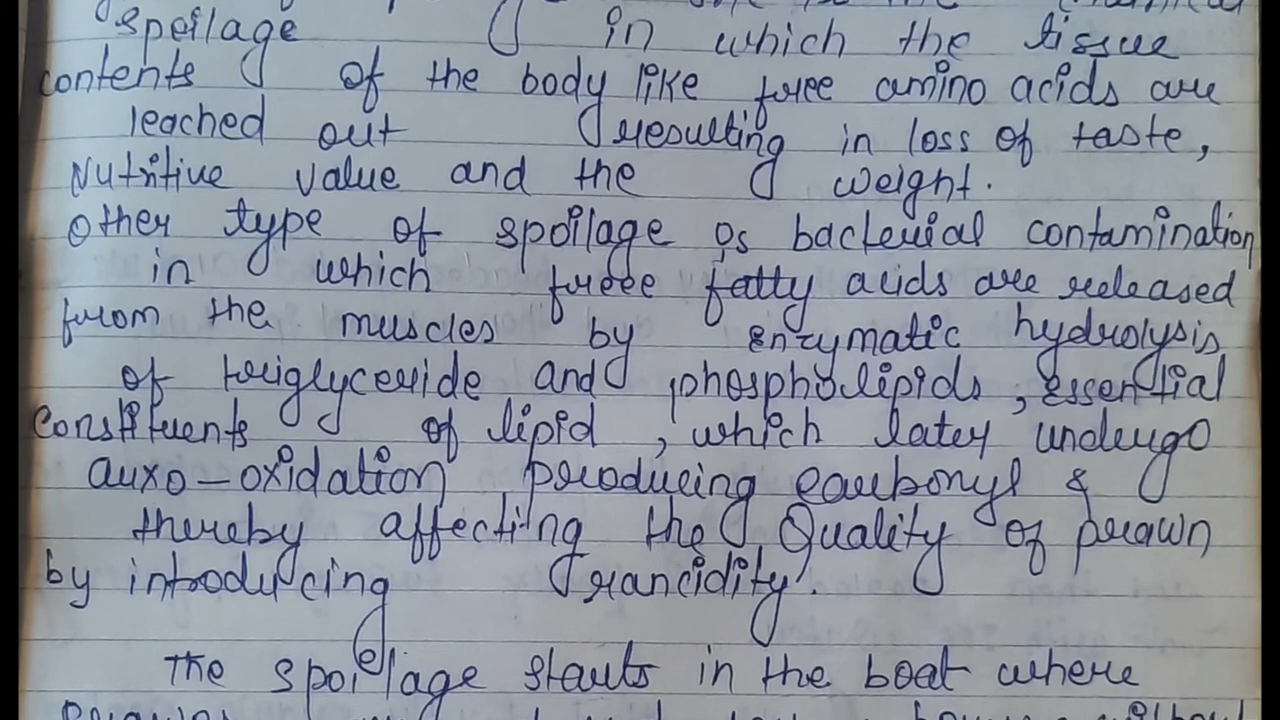 spoilage in which the tissue
contents of the body like free amino acids are
leached out resulting in loss of taste,
Nutritive value and the weight.
Other type of spoilage is bacterial contamination
in which freee fatty acids are released
from the muscles by enzymatic hydrolysis
of triglyceride and phospholipids, essential
constituents of lipid, which later undergo
auxo-oxidation producing carbonyl &
thereby affecting the Quality of prawn
by introducing rancidity.
The spoilage starts in the boat where